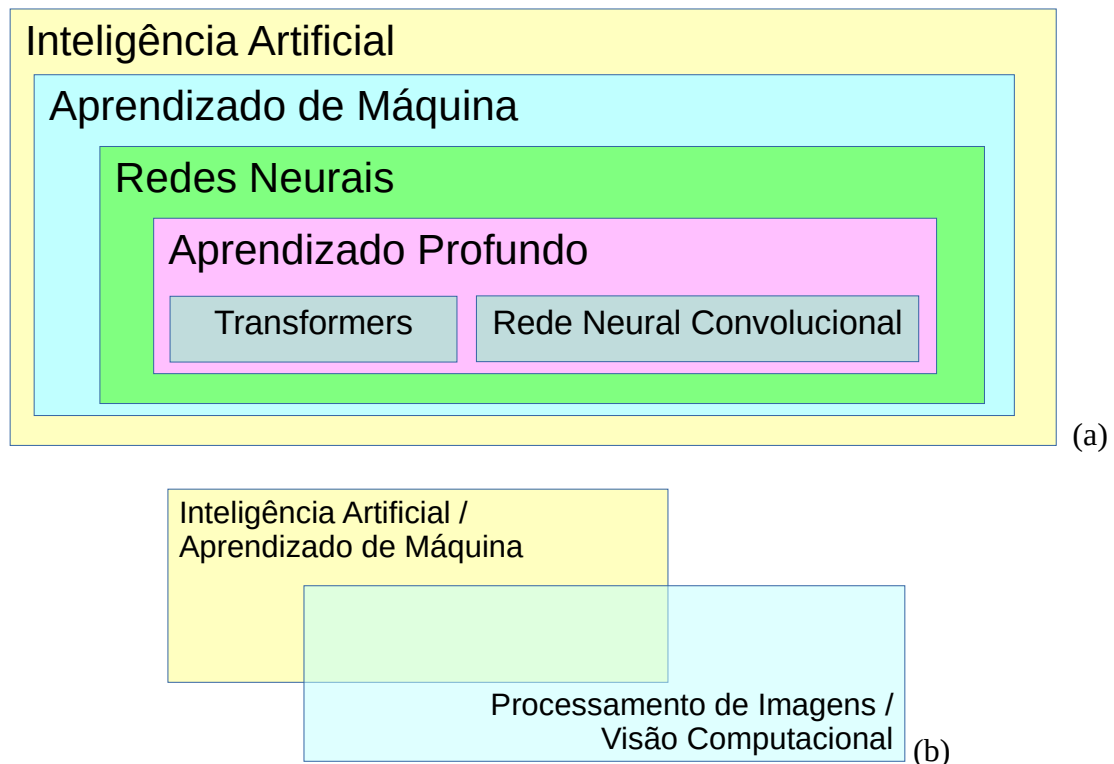 Inteligência Artificial
Aprendizado de Máquina
Redes Neurais
Aprendizado Profundo
Transformers
Rede Neural Convolucional
(a)
Inteligência Artificial /
Aprendizado de Máquina
Processamento de Imagens /
Visão Computacional
(b)